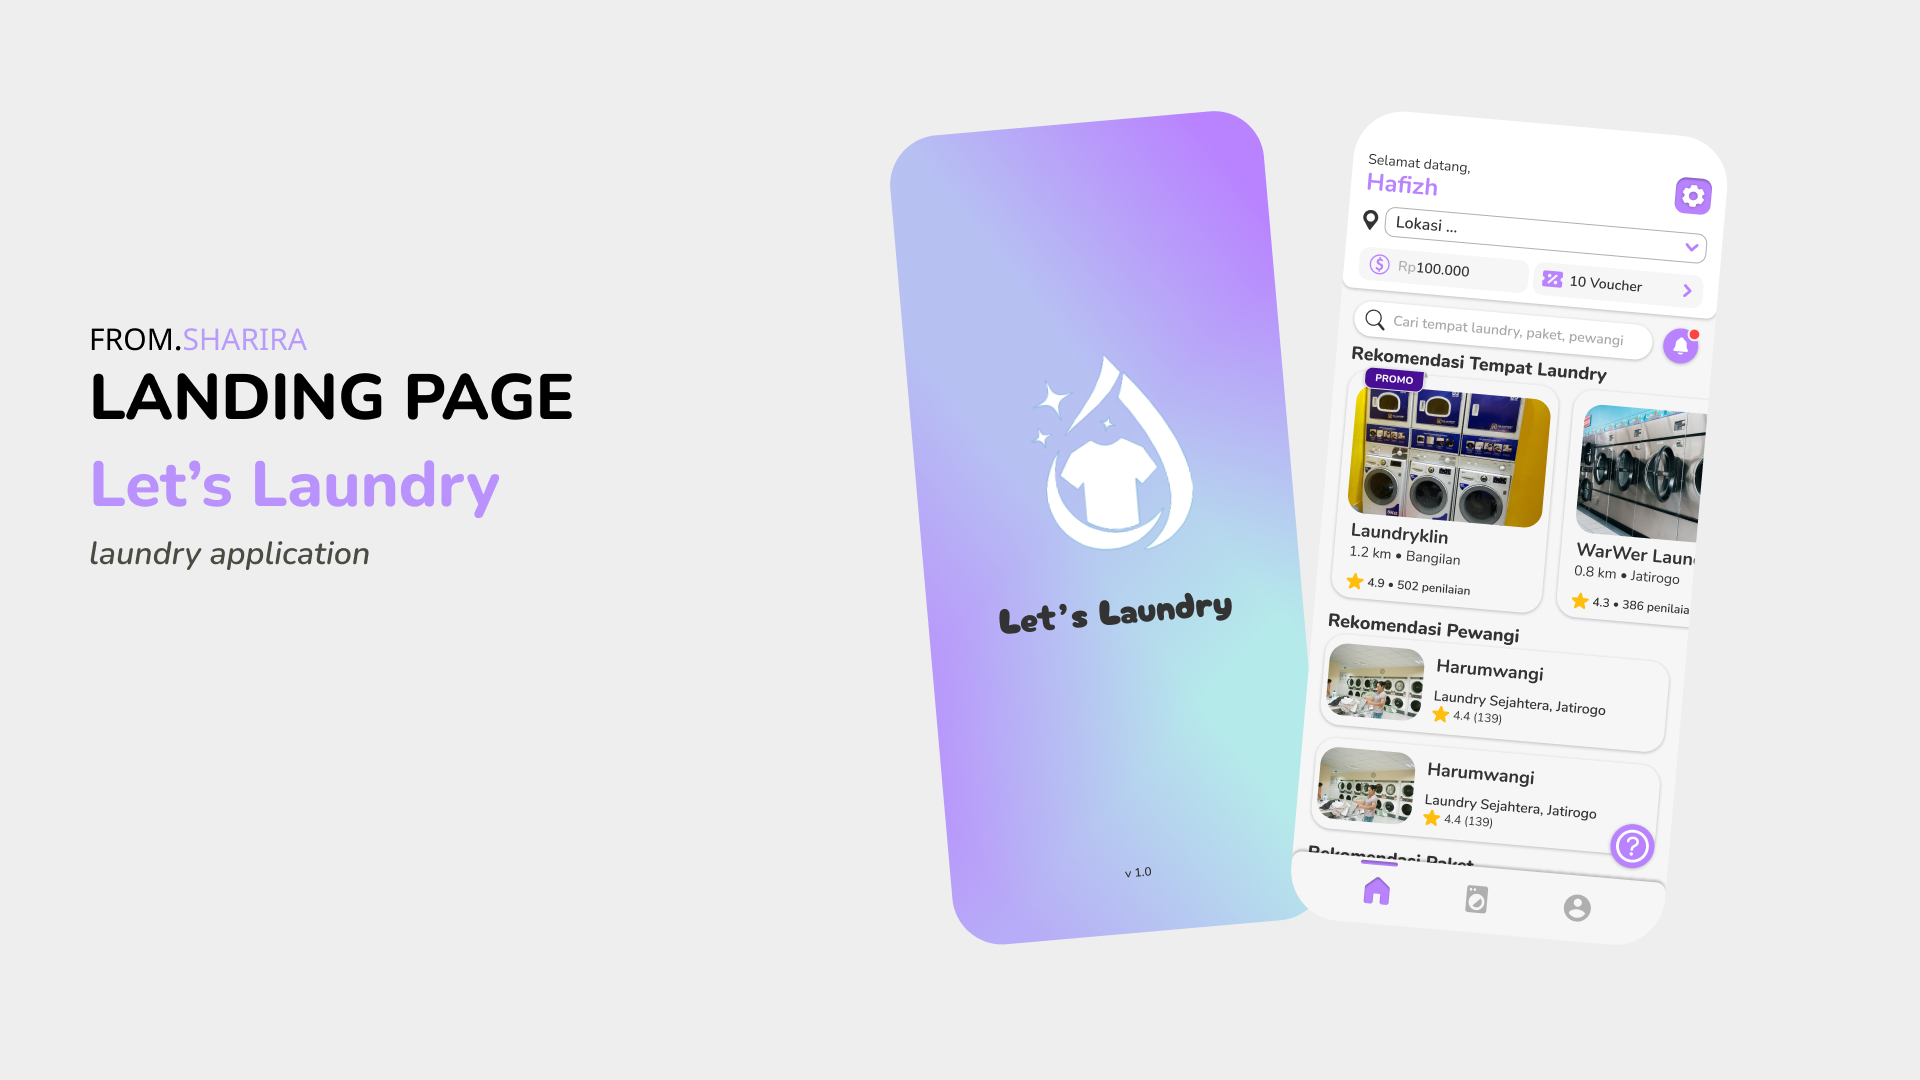 FROM.SHARIRA
LANDING PAGE
Let’s Laundry
laundry application
Let’s Laundry
v 1.0
Selamat datang,
Hafizh
Lokasi ...
Rp100.000
10 Voucher
Cari tempat laundry, paket, pewangi
Rekomendasi Tempat Laundry
PROMO
Laundryklin
1.2 km • Bangilan
4.9 • 502 penilaian
WarWer Laun
0.8 km • Jatirogo
4.3 • 386 penilaia
Rekomendasi Pewangi
Harumwangi
Laundry Sejahtera, Jatirogo
4.4 (139)
Harumwangi
Laundry Sejahtera, Jatirogo
4.4 (139)
Rekomendasi Paket